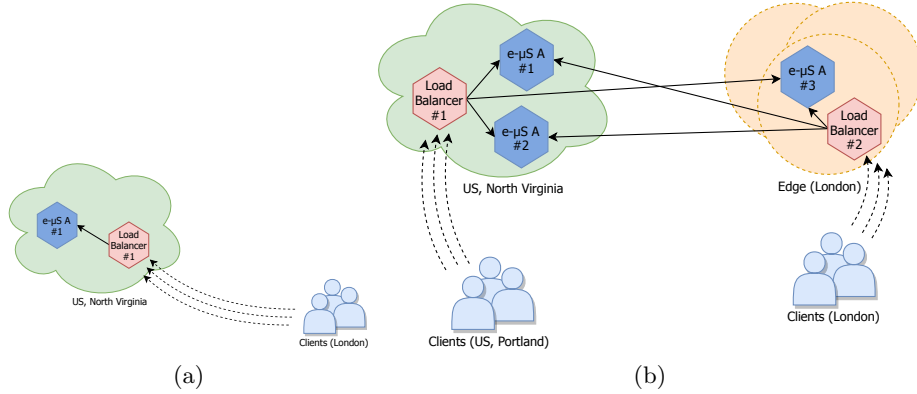 e-μS A
#1
Load
Balancer
#1
US, North Virginia
Clients (London)
(a)
e-μS A
#1
Load
Balancer
#1
e-μS A
#2
US, North Virginia
e-μS A
#3
Load
Balancer
#2
Edge (London)
Clients (US, Portland)
Clients (London)
(b)